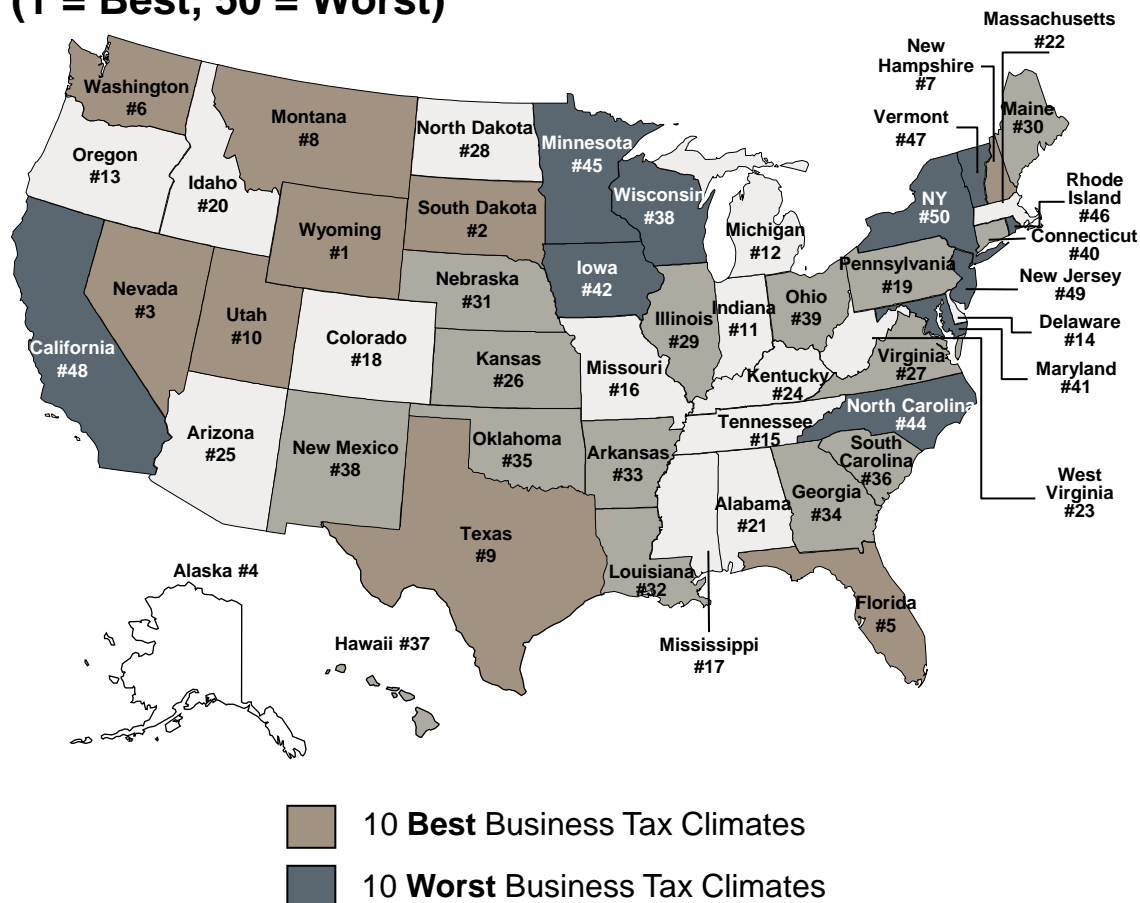 (1 = Best, 50 = Worst)
Massachusetts
#22
New
Hampshire
#7
Vermont
#47
Maine
#30
Washington
#6
Montana
#8
North Dakota
#28
Minnesota
#45
Oregon
#13
Idaho
#20
Wisconsin
#38
NY
#50
Rhode
Island
#46
South Dakota
#2
Wyoming
#1
Michigan
#12
Connecticut
#40
Pennsylvania
#19
Iowa
#42
Nebraska
#31
Nevada
#3
New Jersey
#49
Ohio
#39
Indiana
#11
Utah
#10
Illinois
#29
Delaware
#14
Colorado
#18
California
#48
Virginia
#27
Kansas
#26
Missouri
#16
Maryland
#41
Kentucky
#24
North Carolina
#44
Tennessee
#15
Arizona
#25
New Mexico
#38
Oklahoma
#35
Arkansas
#33
South
Carolina
#36
West
Virginia
#23
Georgia
#34
Alabama
#21
Texas
#9
Louisiana
#32
Alaska #4
Florida
#5
Hawaii #37
Mississippi
#17
10 Best Business Tax Climates
10 Worst Business Tax Climates